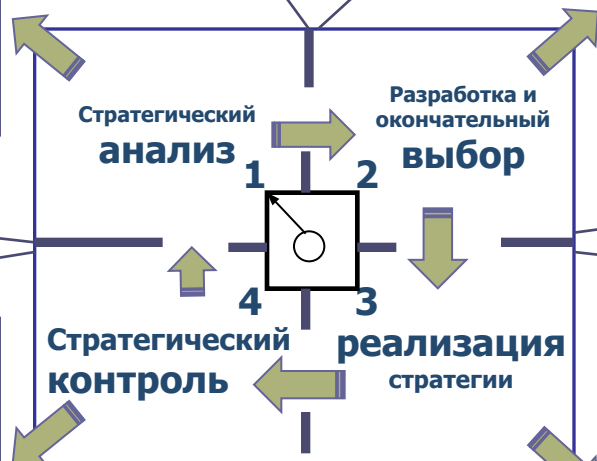 Стратегический
анализ
1
Разработка и
окончательный
выбор
2
3
реализация
стратегии
4
Стратегический
контроль